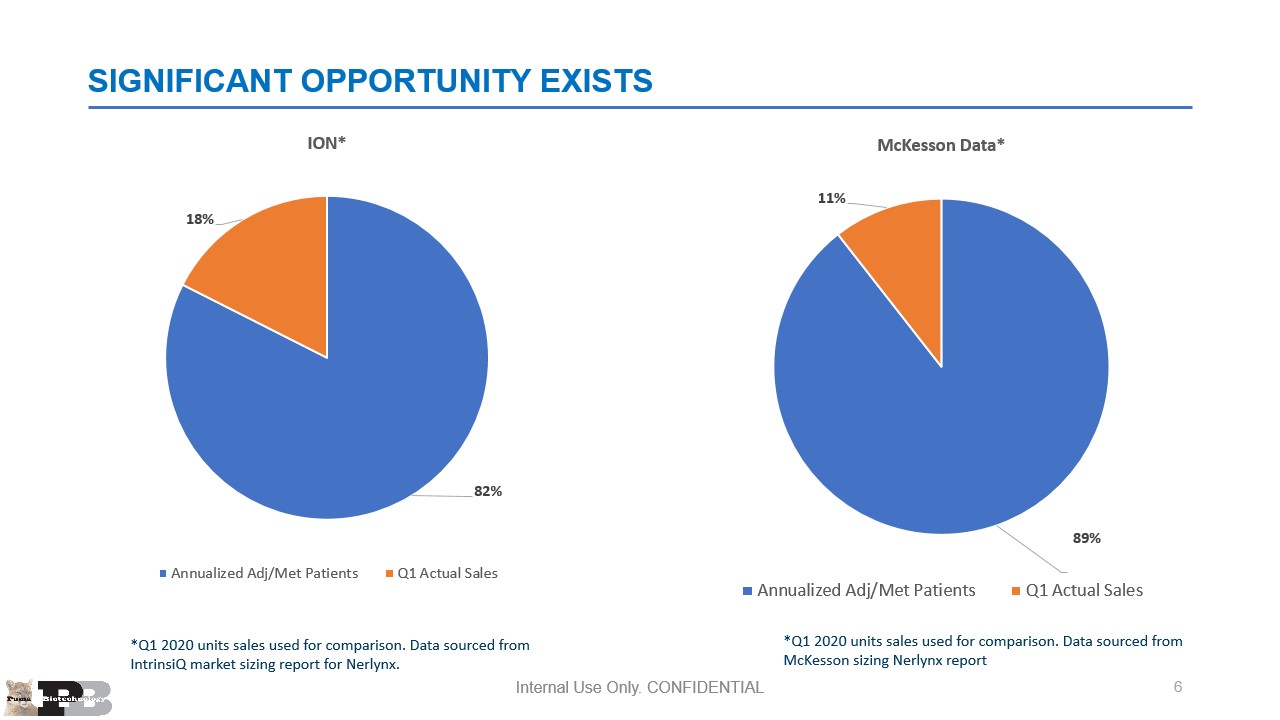 SIGNIFICANT OPPORTUNITY EXISTS
ION*
18%
82%
Annualized Adj/Met Patients
Q1 Actual Sales
*Q1 2020 units sales used for comparison. Data sourced from
IntrinsiQ market sizing report for Nerlynx.
McKesson Data*
11%
89%
Annualized Adj/Met Patients
Q1 Actual Sales
*Q1 2020 units sales used for comparison. Data sourced from
McKesson sizing Nerlynx report
Puma Biotechnology
Internal Use Only. CONFIDENTIAL
6